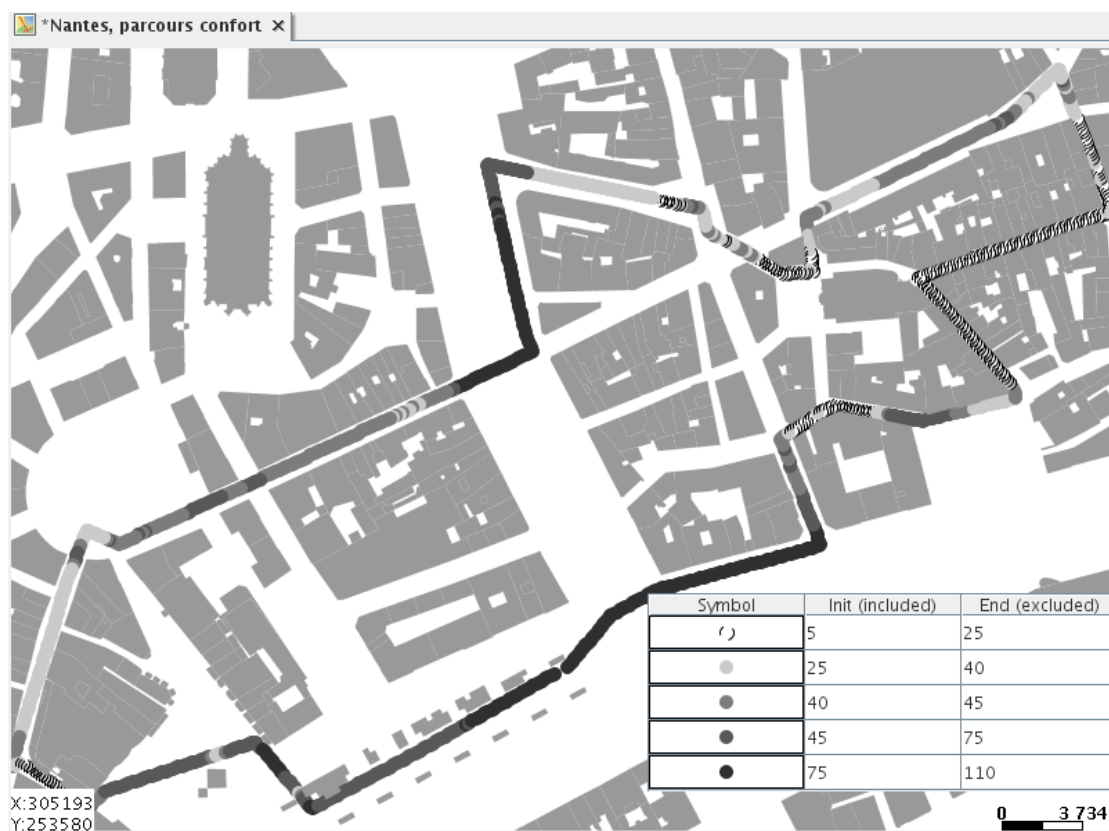 *Nantes, parcours confort
Symbol Init (included) End (excluded)
5 25
25 40
40 45
45 75
75 110
X:305193
Y:253580
0 3 734